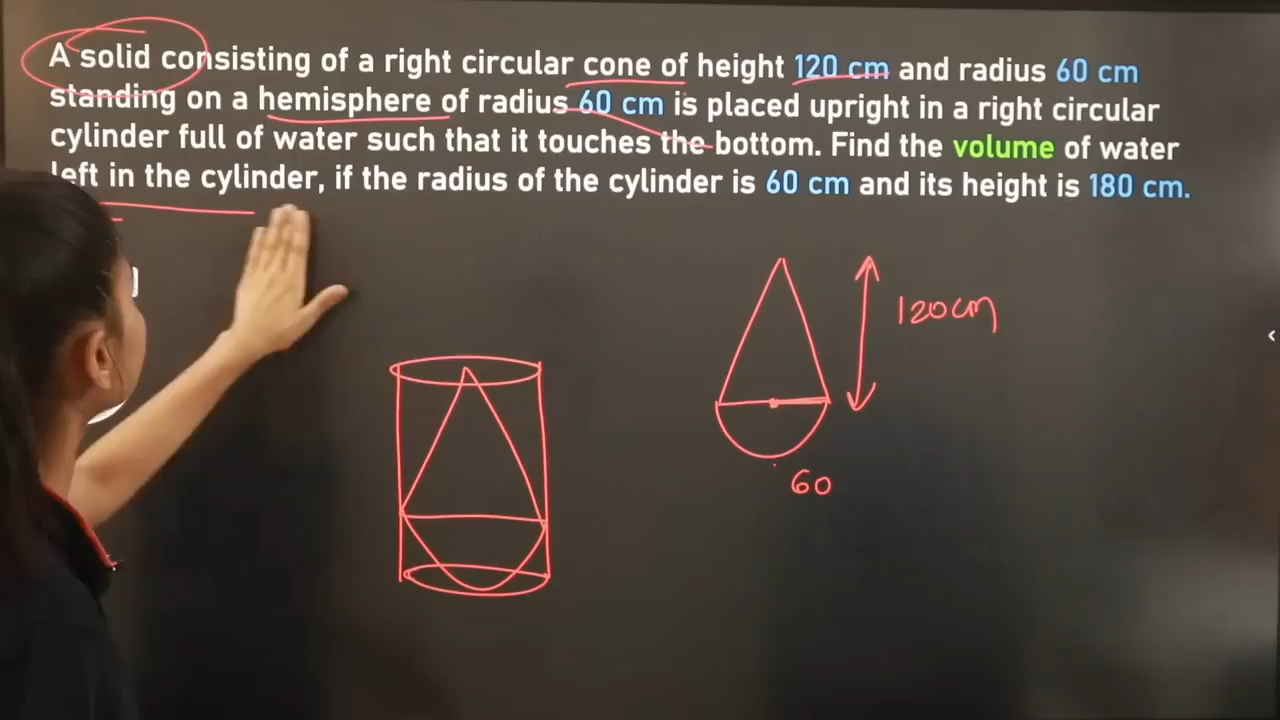 A solid consisting of a right circular cone of height 120 cm and radius 60 cm
standing on a hemisphere of radius 60 cm is placed upright in a right circular
cylinder full of water such that it touches the bottom. Find the volume of water
left in the cylinder, if the radius of the cylinder is 60 cm and its height is 180 cm.
120cm
60